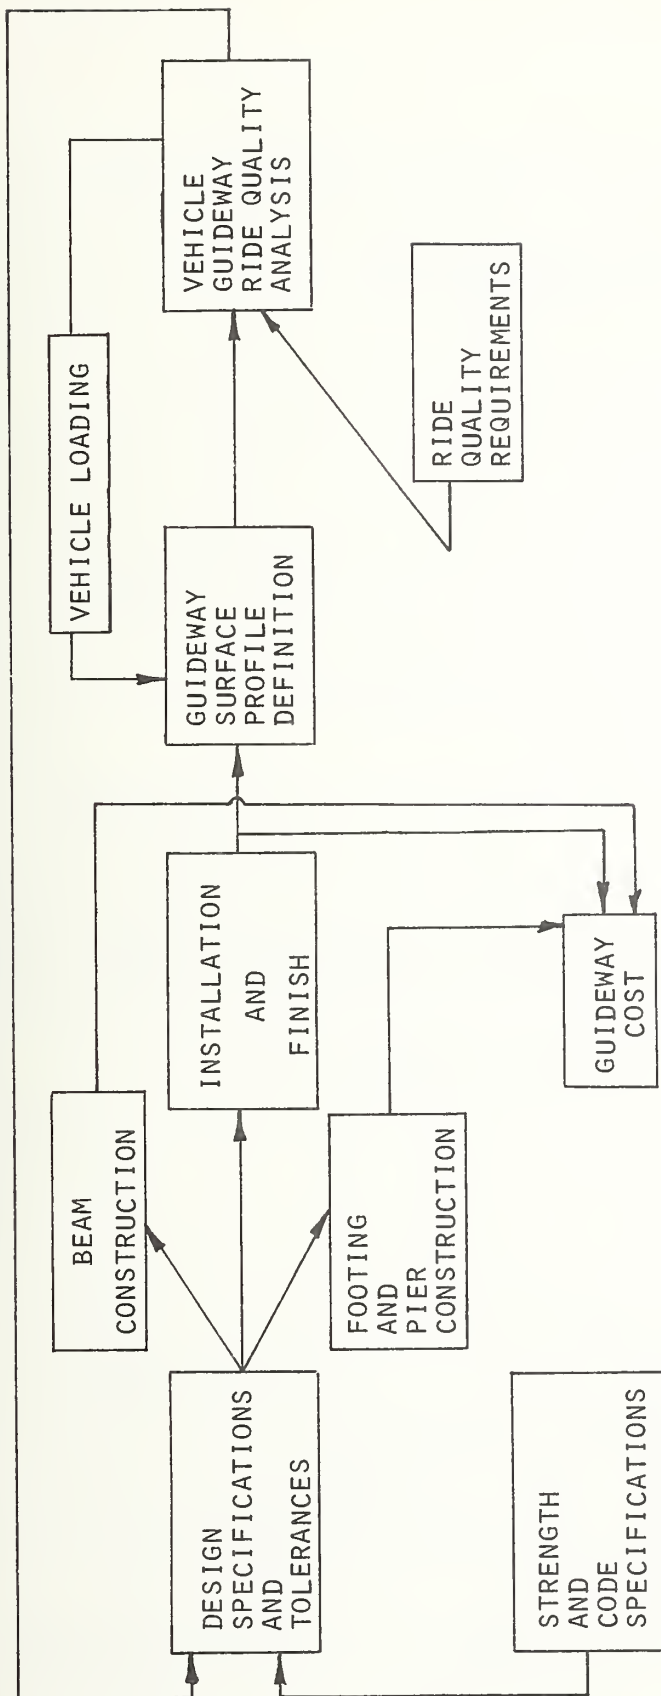 DESIGN
SPECIFICATIONS
AND
TOLERANCES
STRENGTH
AND
CODE
SPECIFICATIONS
BEAM
CONSTRUCTION
INSTALLATION
AND
FINISH
FOOTING
AND
PIER
CONSTRUCTION
GUIDEWAY
COST
VEHICLE LOADING
GUIDEWAY
SURFACE
PROFILE
DEFINITION
VEHICLE
GUIDEWAY
RIDE QUALITY
ANALYSIS
RIDE
QUALITY
REQUIREMENTS